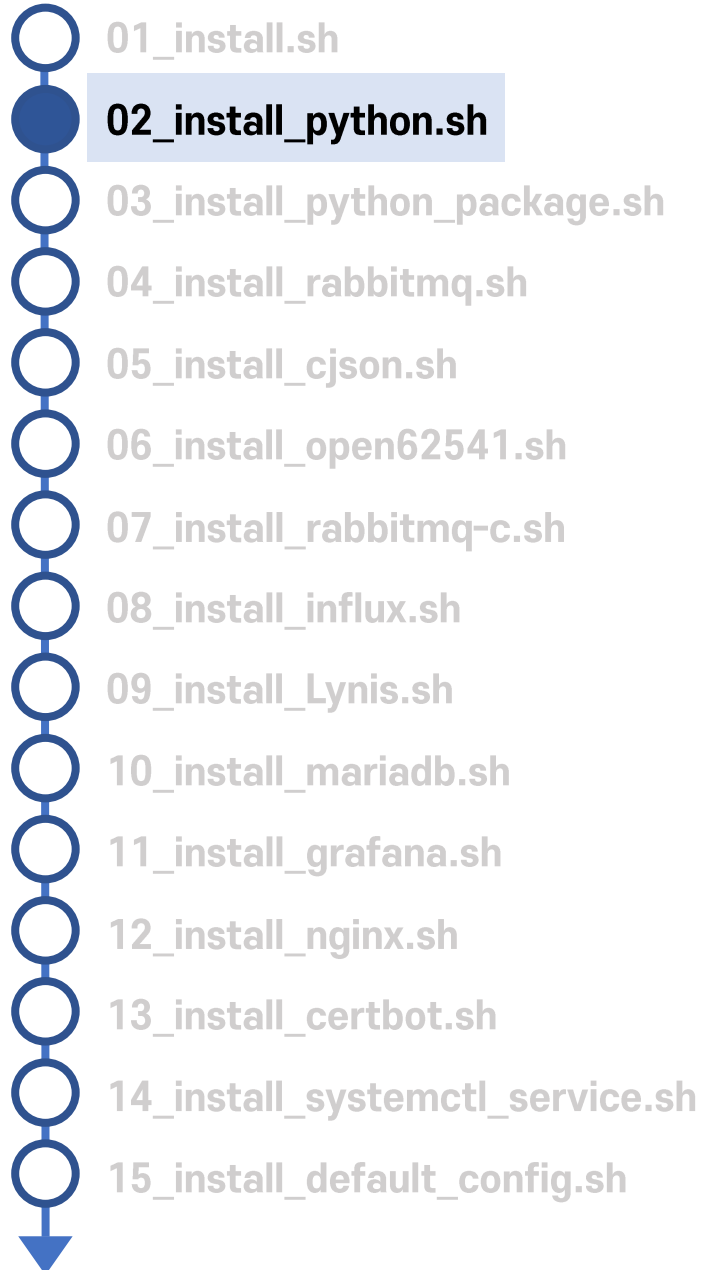 01_install.sh
02_install_python.sh
03_install_python_package.sh
04_install_rabbitmq.sh
05_install_cjson.sh
06_install_open62541.sh
07_install_rabbitmq-c.sh
08_install_influx.sh
09_install_Lynis.sh
10_install_mariadb.sh
11_install_grafana.sh
12_install_nginx.sh
13_install_certbot.sh
14_install_systemctl_service.sh
15_install_default_config.sh